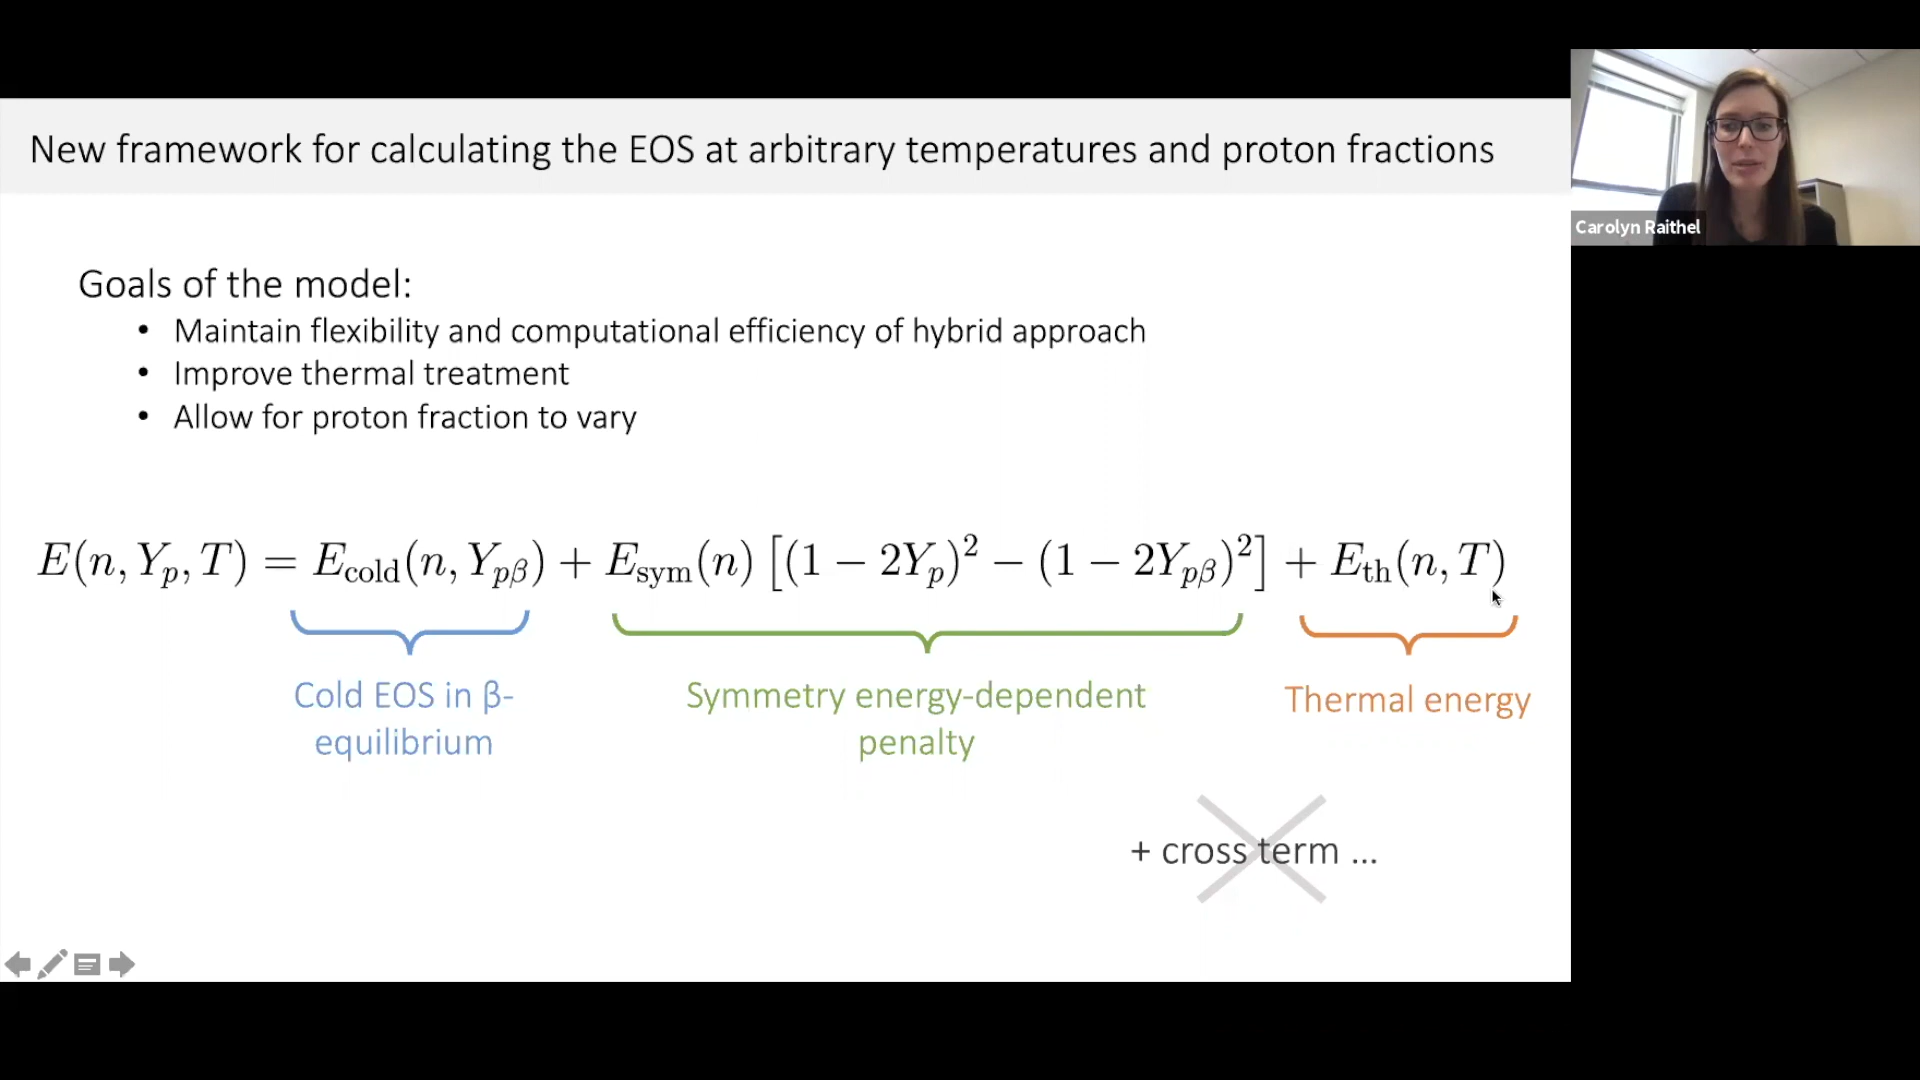 New framework for calculating the EOS at arbitrary temperatures and proton fractions
Carolyn Raithel
Goals of the model:
• Maintain flexibility and computational efficiency of hybrid approach
• Improve thermal treatment
• Allow for proton fraction to vary
E(n, Y_p, T) = E_cold(n, Y_pβ) + E_sym(n) [(1 − 2Y_p)² − (1 − 2Y_pβ)²] + E_th(n, T)
Cold EOS in β-
equilibrium
Symmetry energy-dependent
penalty
Thermal energy
+ cross term ...